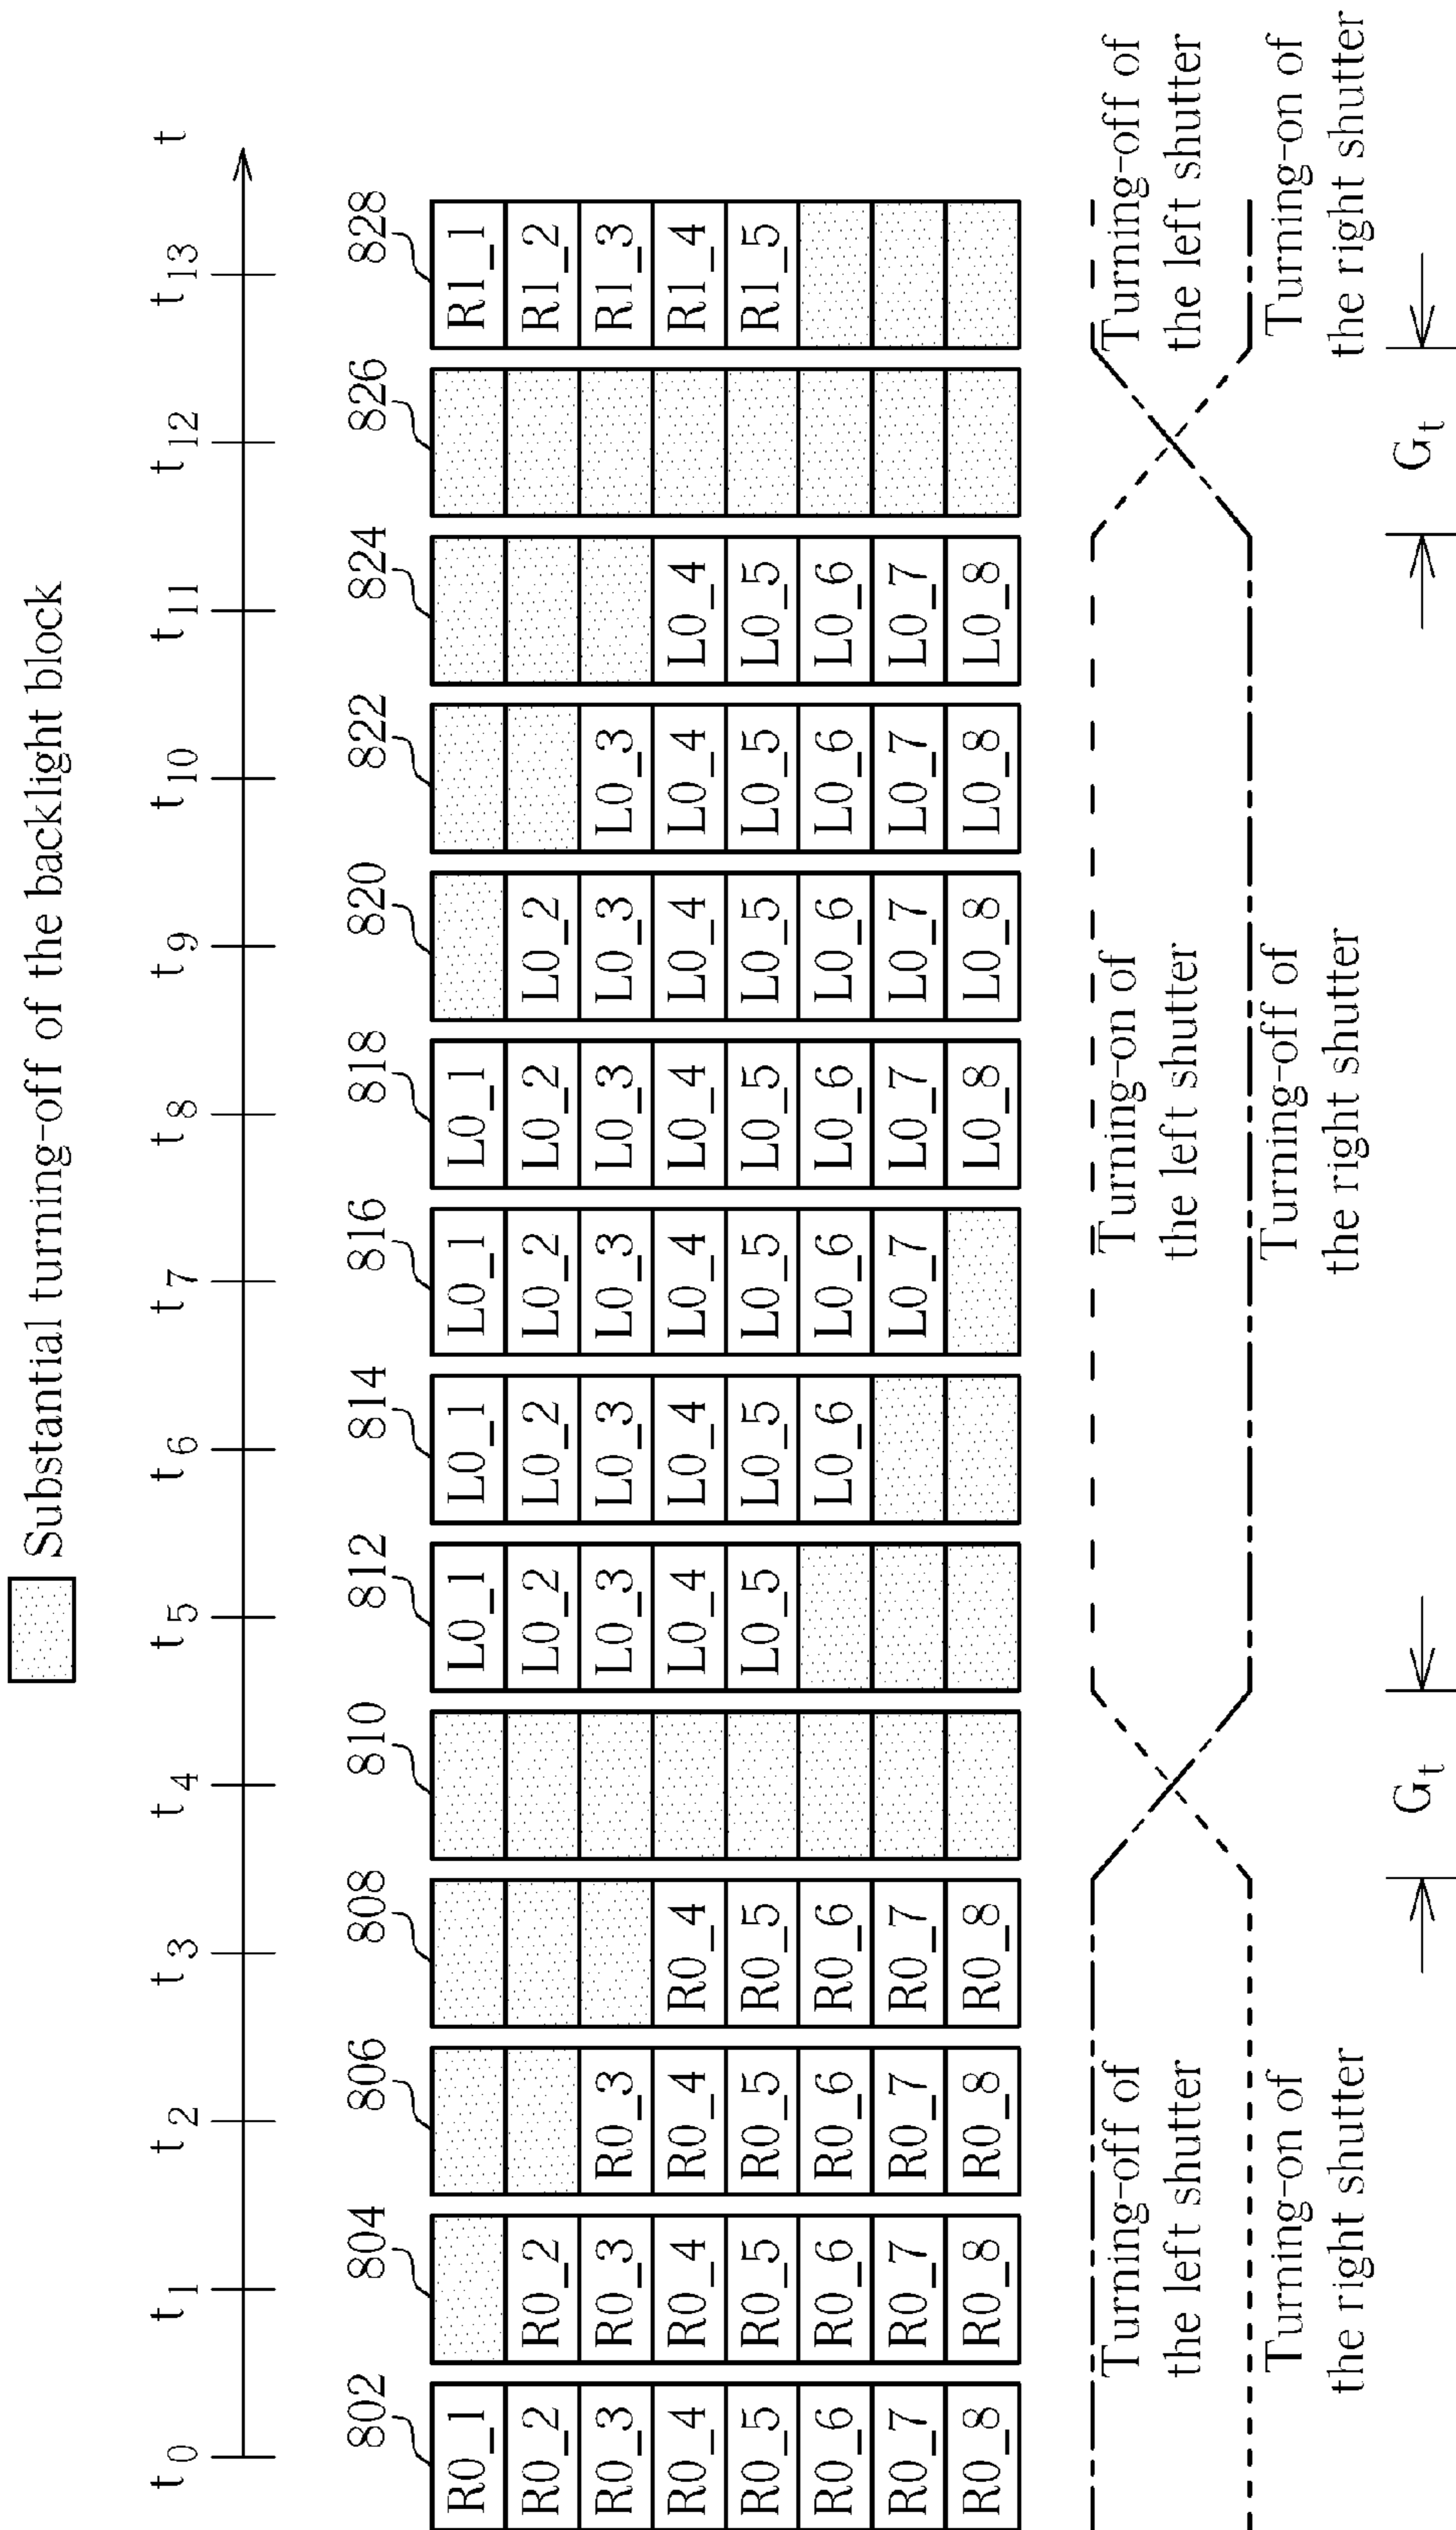 Substantial turning-off of the backlight block
t0 t1 t2 t3 t4 t5 t6 t7 t8 t9 t10 t11 t12 t13 t
802 804 806 808 810 812 814 816 818 820 822 824 826 828
R0_1 L0_1 L0_1 L0_1 L0_1 R1_1
R0_2 R0_2 L0_2 L0_2 L0_2 L0_2 L0_2 R1_2
R0_3 R0_3 R0_3 L0_3 L0_3 L0_3 L0_3 L0_3 L0_3 R1_3
R0_4 R0_4 R0_4 R0_4 L0_4 L0_4 L0_4 L0_4 L0_4 L0_4 L0_4 R1_4
R0_5 R0_5 R0_5 R0_5 L0_5 L0_5 L0_5 L0_5 L0_5 L0_5 L0_5 R1_5
R0_6 R0_6 R0_6 R0_6 L0_6 L0_6 L0_6 L0_6 L0_6 L0_6
R0_7 R0_7 R0_7 R0_7 L0_7 L0_7 L0_7 L0_7 L0_7
R0_8 R0_8 R0_8 R0_8 L0_8 L0_8 L0_8 L0_8
Turning-off of
the left shutter
Turning-on of
the left shutter
Turning-off of
the left shutter
Turning-on of
the right shutter
Turning-off of
the right shutter
Turning-on of
the right shutter
Gt Gt